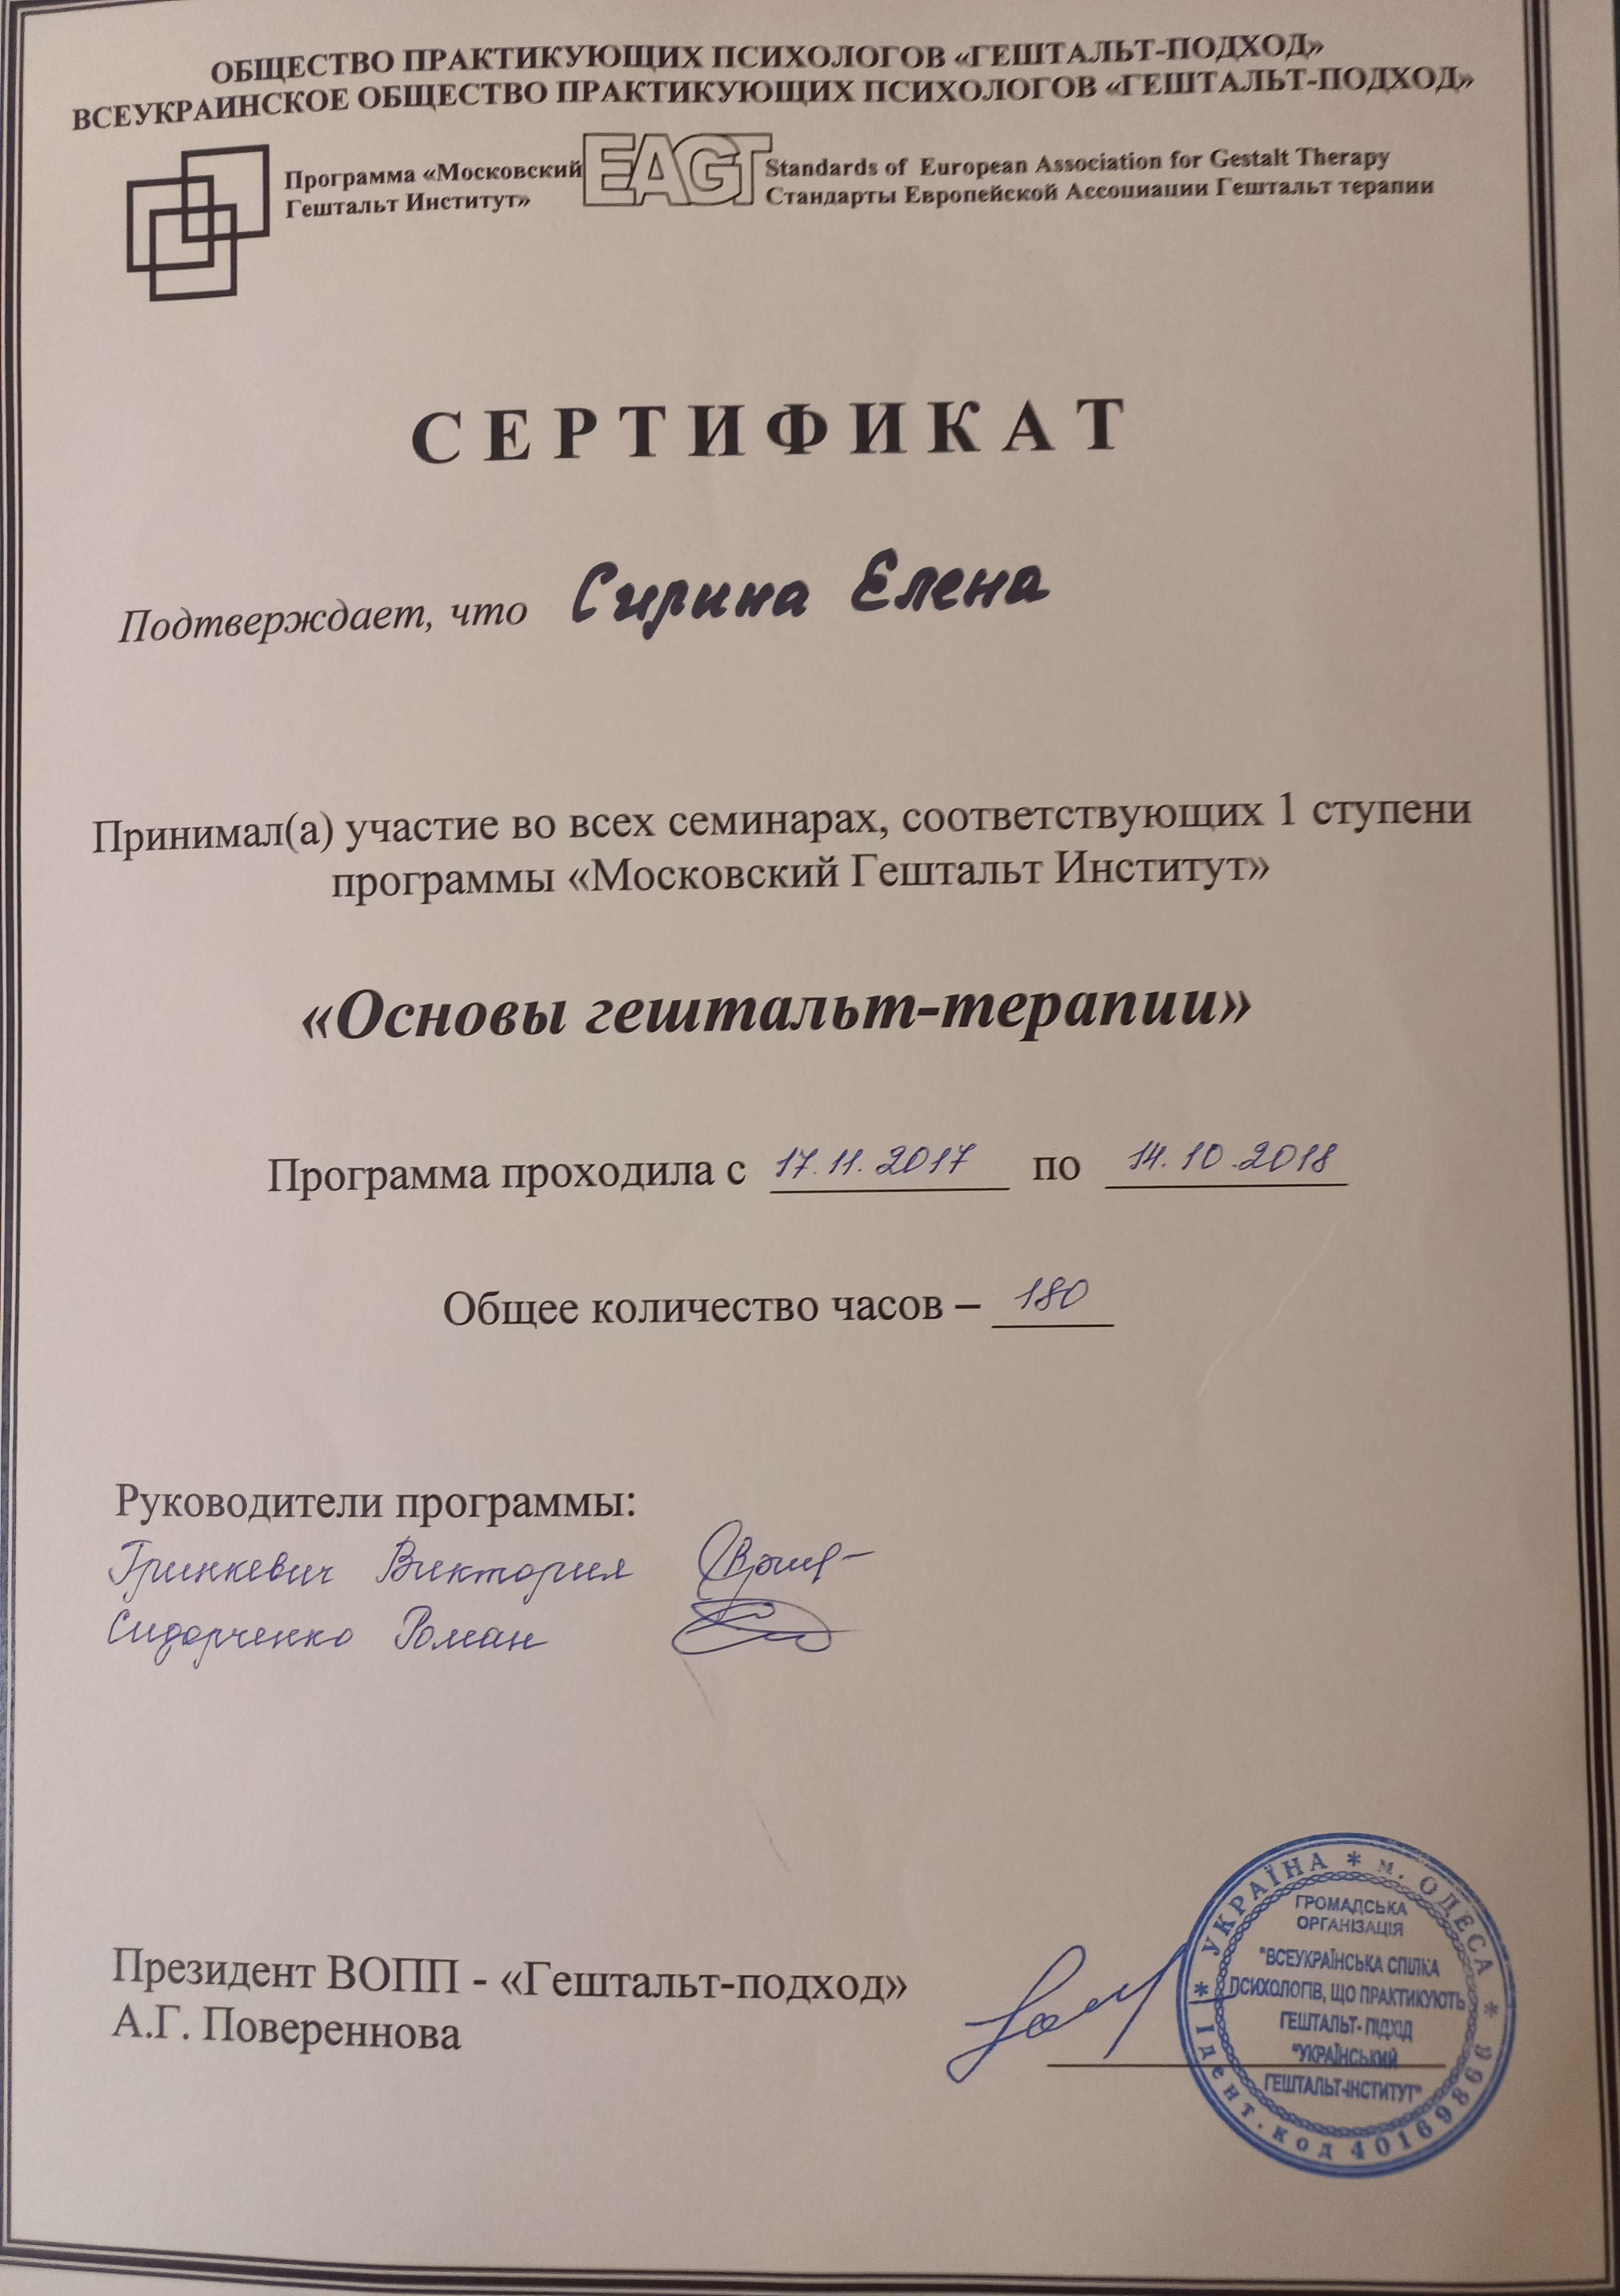 ОБЩЕСТВО ПРАКТИКУЮЩИХ ПСИХОЛОГОВ «ГЕШТАЛЬТ-ПОДХОД»
ВСЕУКРАИНСКОЕ ОБЩЕСТВО ПРАКТИКУЮЩИХ ПСИХОЛОГОВ «ГЕШТАЛЬТ-ПОДХОД»
Программа «Московский
Гештальт Институт»
EAGT
Standards of European Association for Gestalt Therapy
Стандарты Европейской Ассоциации Гештальт терапии
СЕРТИФИКАТ
Подтверждает, что Сирина Елена
Принимал(а) участие во всех семинарах, соответствующих 1 ступени
программы «Московский Гештальт Институт»
«Основы гештальт-терапии»
Программа проходила с 17.11.2017 по 14.10.2018
Общее количество часов – 180
Руководители программы:
Гринкевич Виктория
Сидорченко Роман
Президент ВОПП - «Гештальт-подход»
А.Г. Повереннова
УКРАЇНА * м. ОДЕСА *
Ідент. код 40169869
ГРОМАДСЬКА
ОРГАНІЗАЦІЯ
"ВСЕУКРАЇНСЬКА СПІЛКА
ПСИХОЛОГІВ, ЩО ПРАКТИКУЮТЬ
ГЕШТАЛЬТ- ПІДХІД
"УКРАЇНСЬКИЙ
ГЕШТАЛЬТ-ІНСТИТУТ"